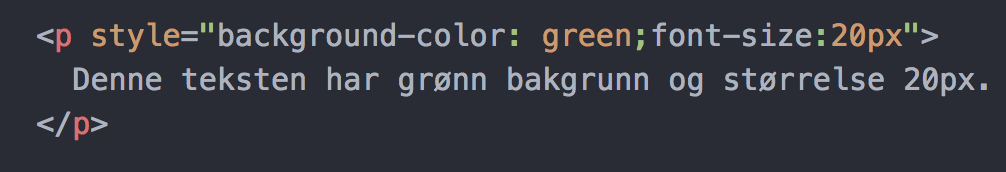 <p style="background-color: green;font-size:20px">
Denne teksten har grønn bakgrunn og størrelse 20px.
</p>